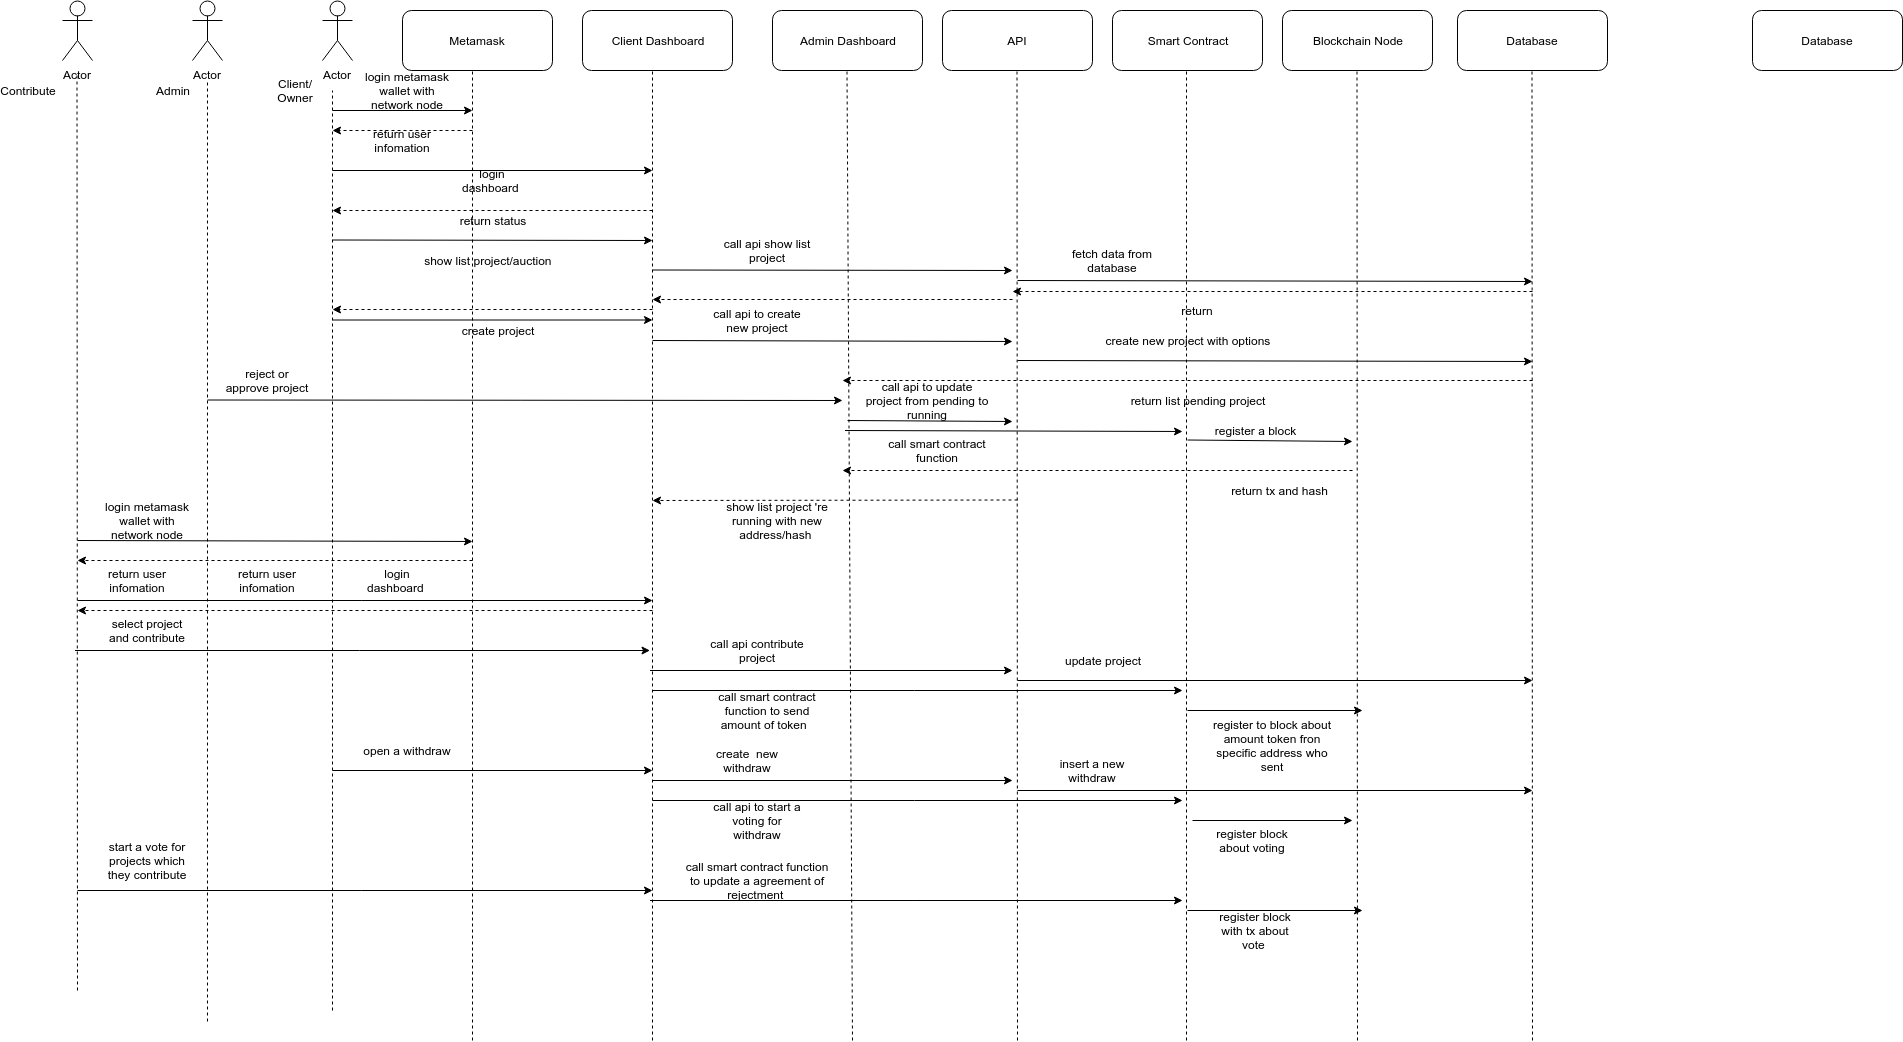 Metamask
Client Dashboard
Admin Dashboard
API
Smart Contract
Blockchain Node
Database
Database
Actor
Contribute
Actor
Admin
Actor
Client/
Owner
login metamask
wallet with
network node
return user
infomation
login
dashboard
return status
show list project/auction
call api show list
project
fetch data from
database
return
create project
call api to create
new project
create new project with options
reject or
approve project
call api to update
project from pending to
running
return list pending project
register a block
call smart contract
function
return tx and hash
show list project 're
running with new
address/hash
login metamask
wallet with
network node
return user
infomation
return user
infomation
login
dashboard
select project
and contribute
call api contribute
project
update project
call smart contract
function to send
amount of token
register to block about
amount token fron
specific address who
sent
open a withdraw
create  new
withdraw
insert a new
withdraw
call api to start a
voting for
withdraw
register block
about voting
start a vote for
projects which
they contribute
call smart contract function
to update a agreement of
rejectment
register block
with tx about
vote